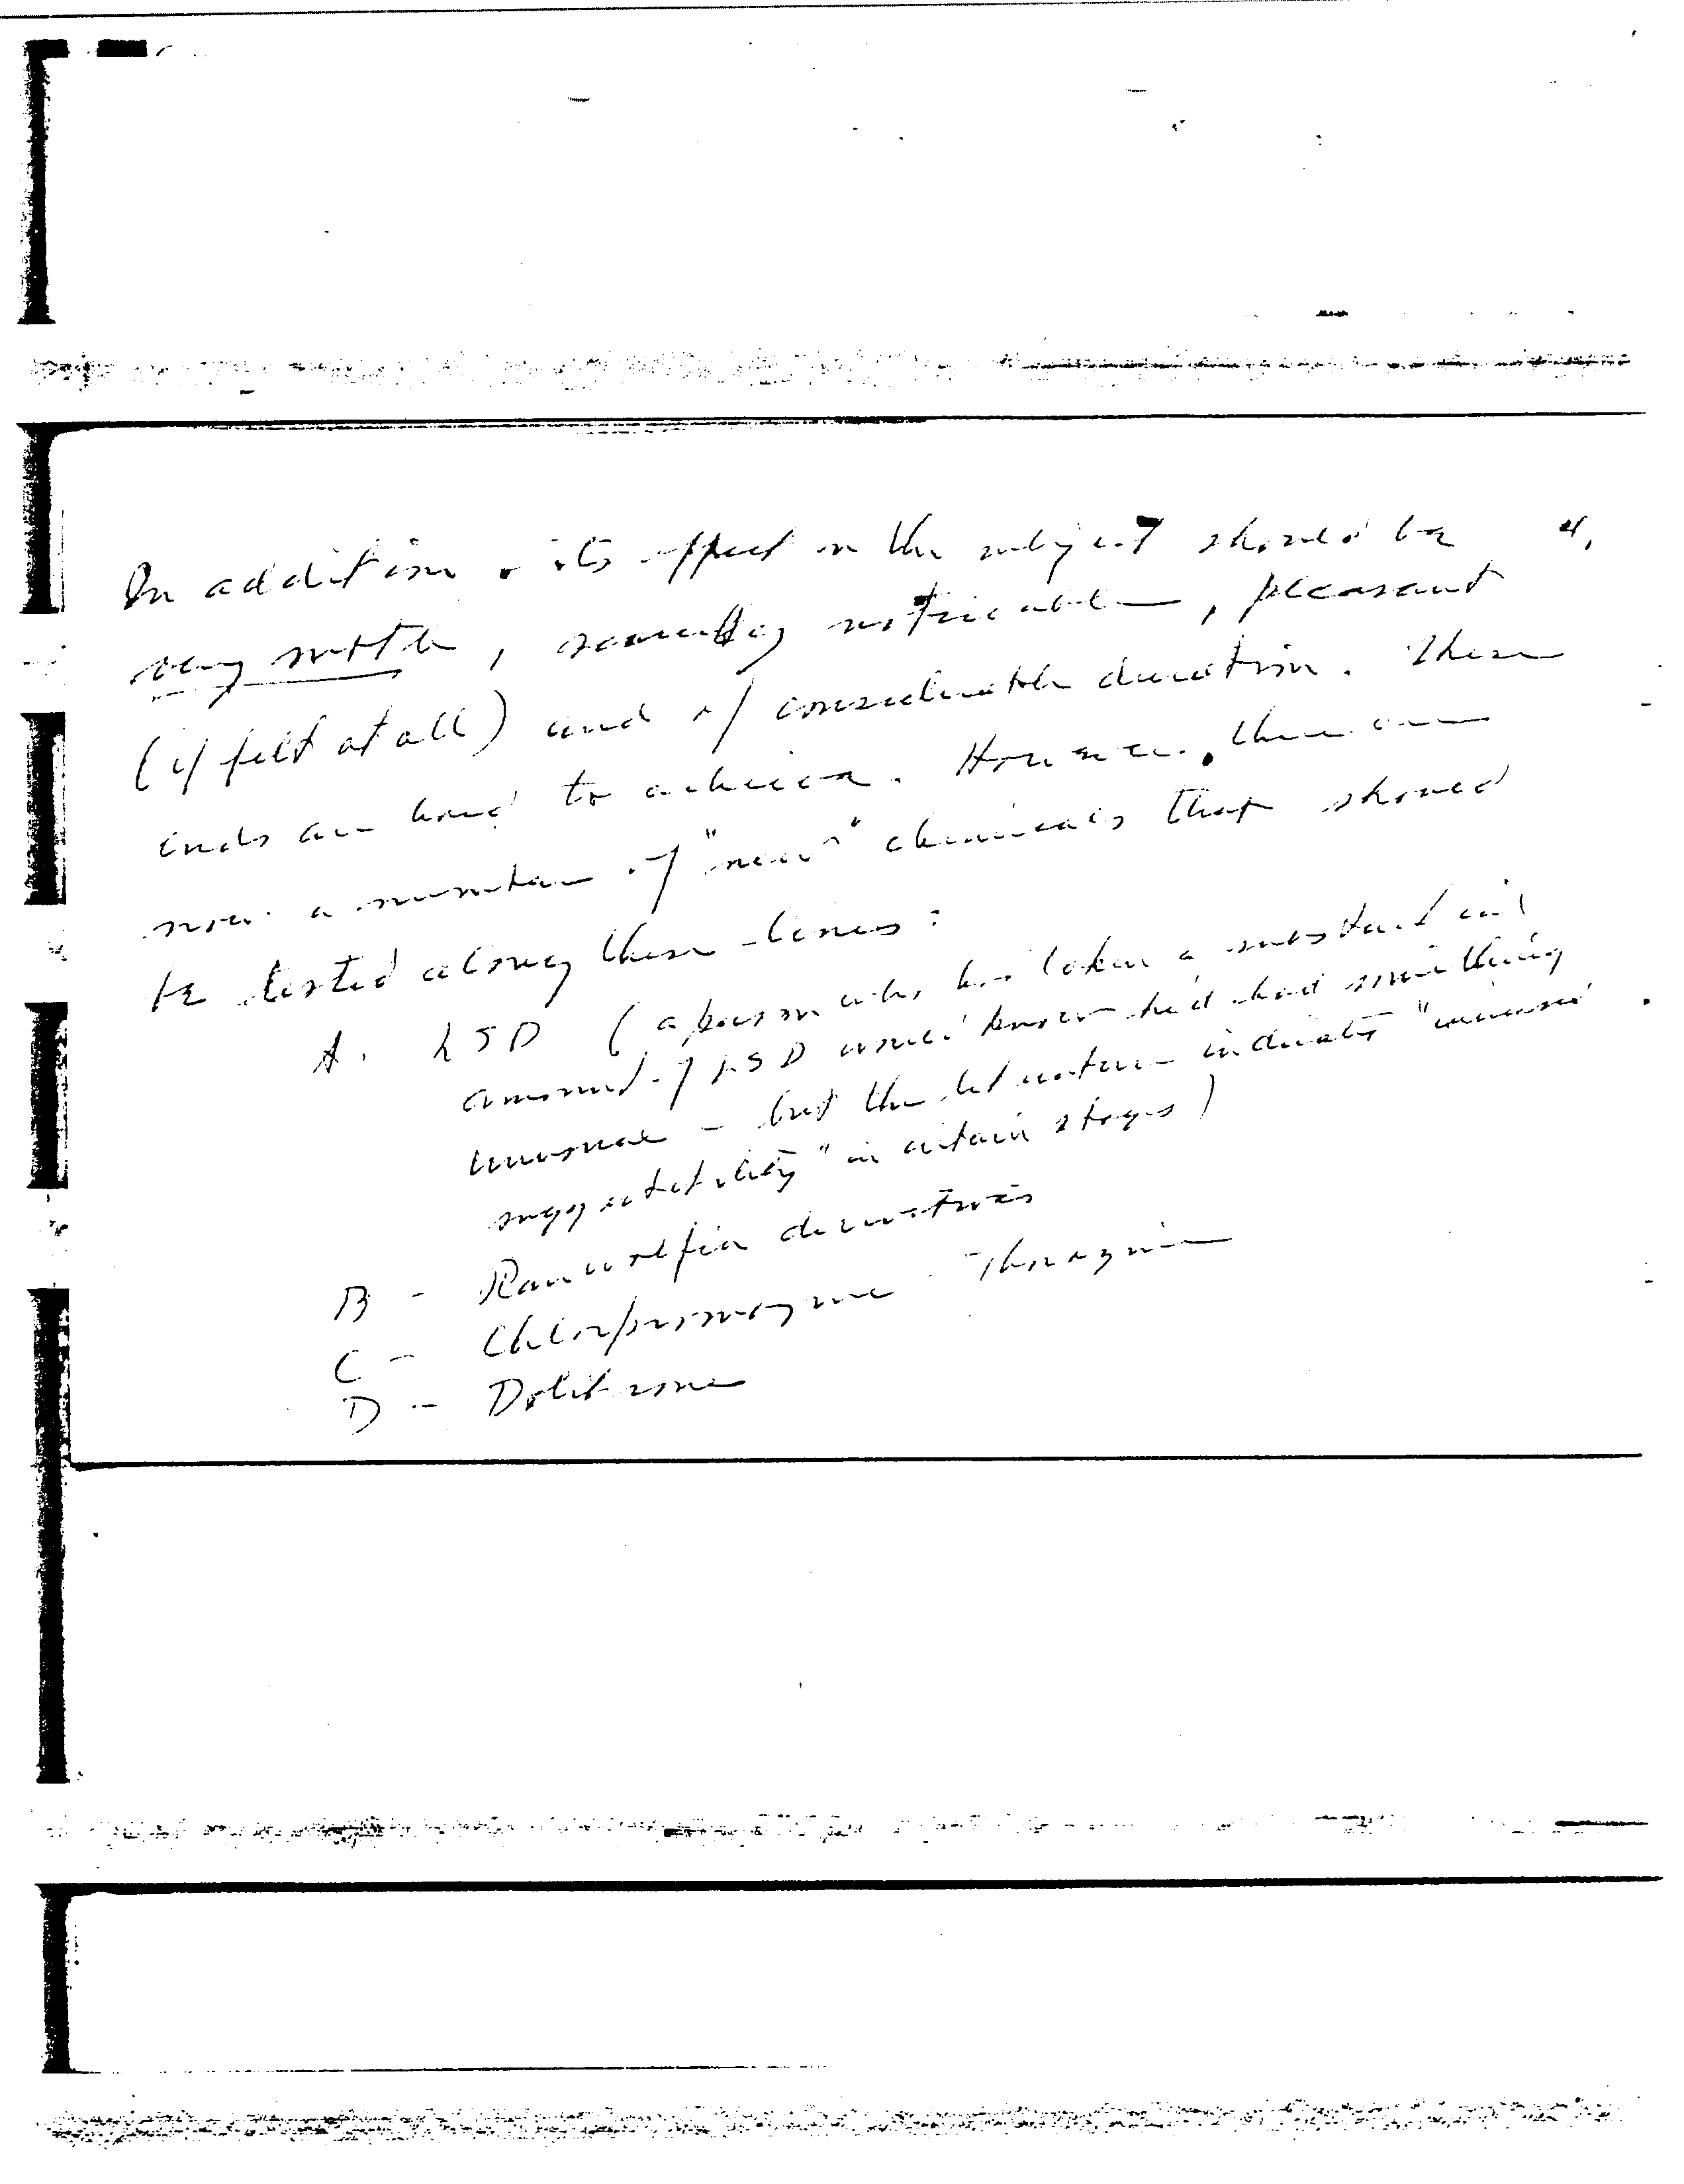 4.
In addition, its effect on the subject should be
very subtle, scarcely noticeable, pleasant
(if felt at all) and of considerable duration. These
ends are hard to achieve. However, there are
now a number of "new" chemicals that should
be tested along these lines:
A. LSD (a person who has taken a substantial
amount of LSD would know he'd had something
unusual - but the literature indicates "increased
suggestibility" in certain stages)
B - Rauwolfia derivatives
C - Chlorpromazine Thorazine
D - Dolitrone